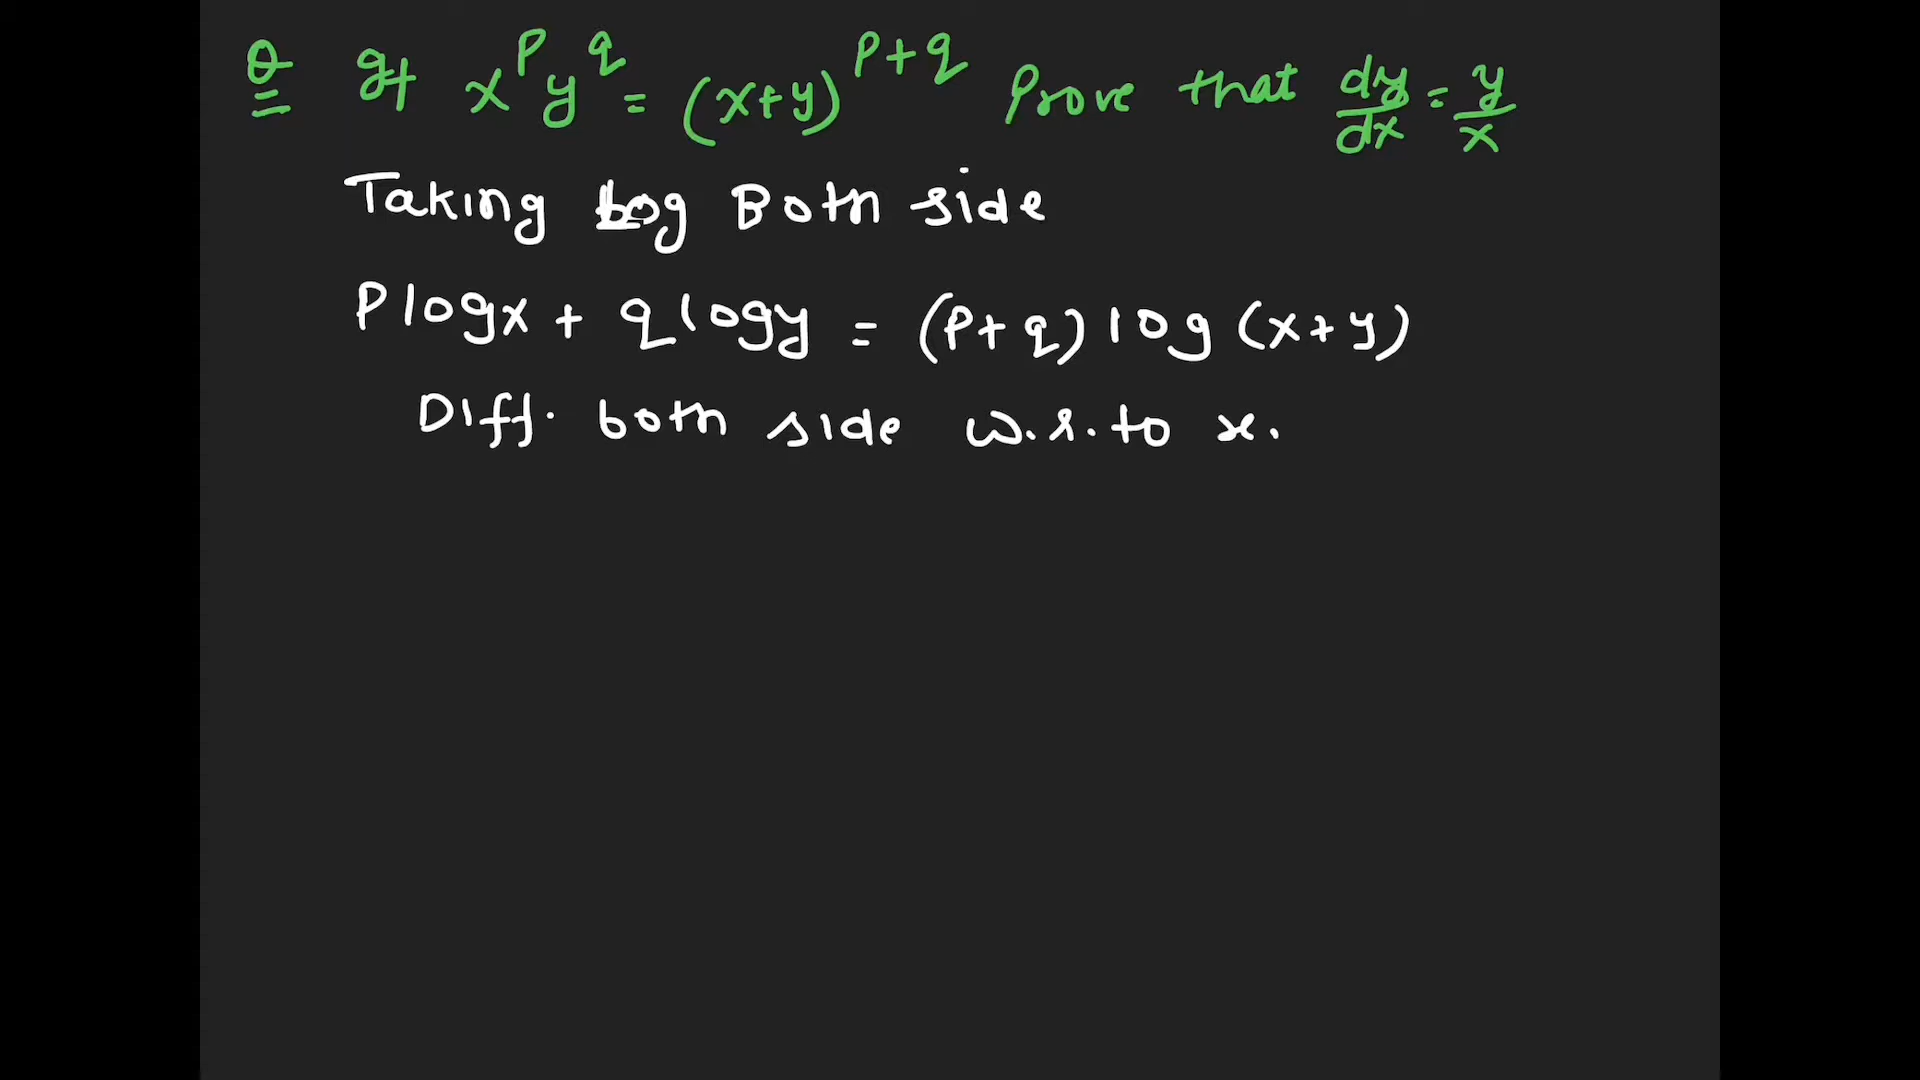 Q If x^p y^q = (x+y)^{p+q} Prove that dy/dx = y/x
Taking log Both side
P log x + q log y = (P+q) log (x+y)
Diff. both side w.r.to x.